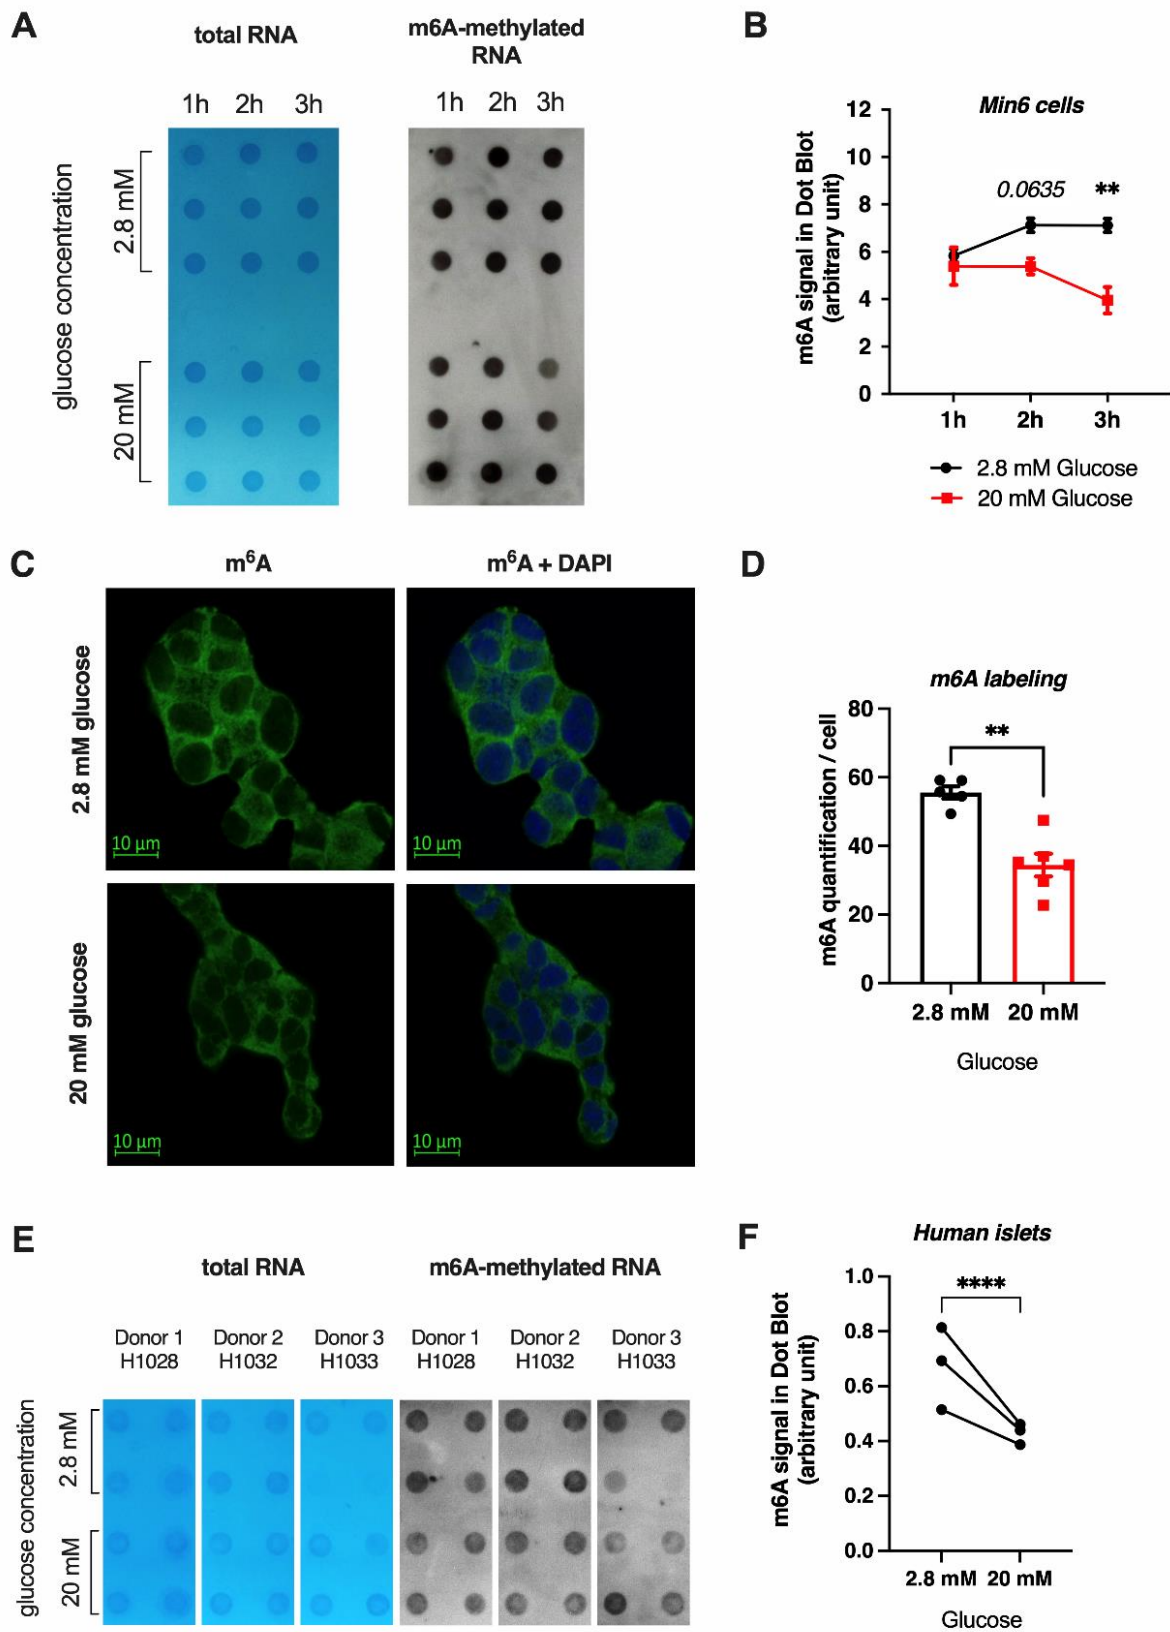 A
total RNA
m6A-methylated
RNA
1h 2h 3h
1h 2h 3h
glucose concentration
2.8 mM
20 mM
B
Min6 cells
m6A signal in Dot Blot
(arbitrary unit)
12
10
8
6
4
2
0
0.0635
**
1h 2h 3h
2.8 mM Glucose
20 mM Glucose
C
m⁶A
m⁶A + DAPI
2.8 mM glucose
10 µm
10 µm
20 mM glucose
10 µm
10 µm
D
m6A labeling
m6A quantification / cell
80
60
40
20
0
**
2.8 mM 20 mM
Glucose
E
total RNA
m6A-methylated RNA
Donor 1 Donor 2 Donor 3 Donor 1 Donor 2 Donor 3
H1028 H1032 H1033 H1028 H1032 H1033
glucose concentration
2.8 mM
20 mM
F
Human islets
m6A signal in Dot Blot
(arbitrary unit)
1.0
0.8
0.6
0.4
0.2
0.0
****
2.8 mM 20 mM
Glucose